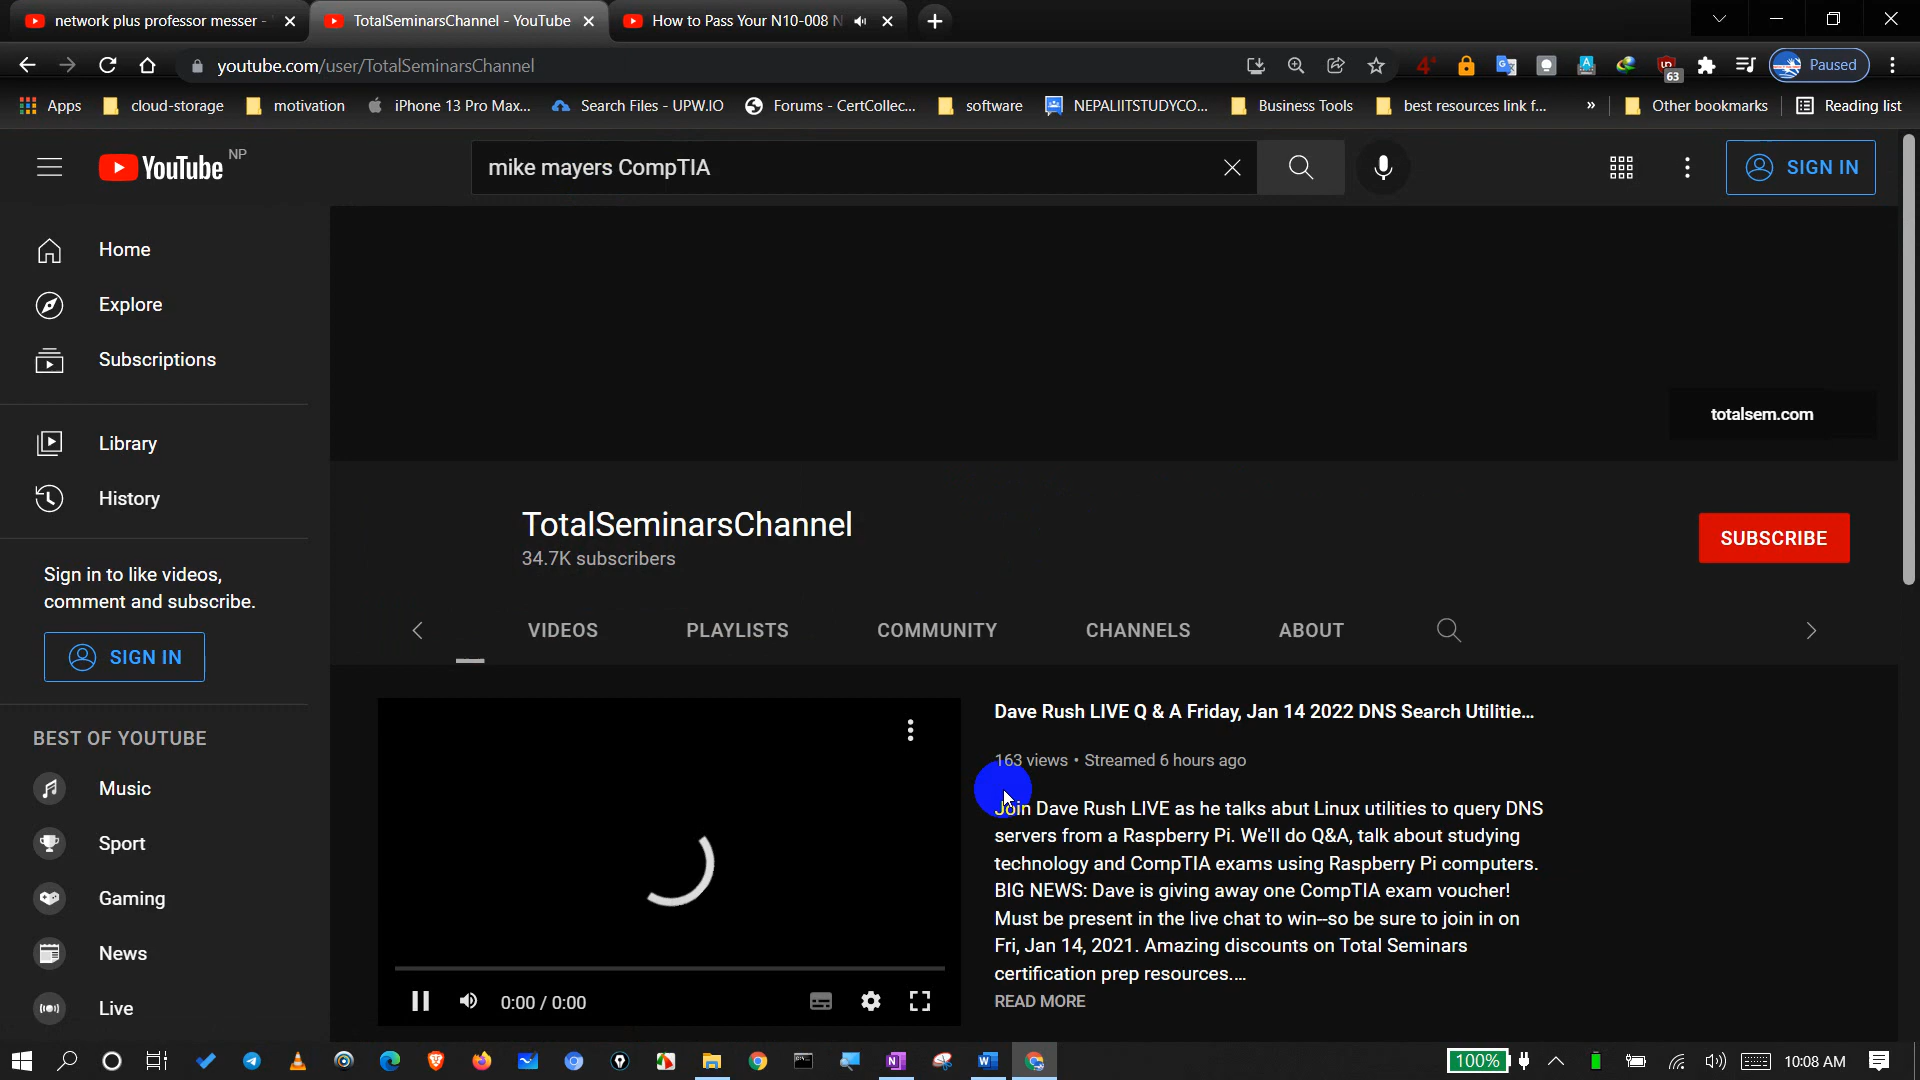 network plus professor messer -
TotalSeminarsChannel - YouTube
How to Pass Your N10-008 N
youtube.com/user/TotalSeminarsChannel
63
Paused
Apps
cloud-storage
motivation
iPhone 13 Pro Max...
Search Files - UPW.IO
Forums - CertCollec...
software
NEPALIITSTUDYCO...
Business Tools
best resources link f...
»
Other bookmarks
Reading list
YouTube NP
mike mayers CompTIA
SIGN IN
Home
Explore
Subscriptions
Library
History
Sign in to like videos,
comment and subscribe.
SIGN IN
BEST OF YOUTUBE
Music
Sport
Gaming
News
Live
totalsem.com
TotalSeminarsChannel
34.7K subscribers
SUBSCRIBE
VIDEOS
PLAYLISTS
COMMUNITY
CHANNELS
ABOUT
0:00 / 0:00
Dave Rush LIVE Q & A Friday, Jan 14 2022 DNS Search Utilitie...
163 views • Streamed 6 hours ago
Join Dave Rush LIVE as he talks abut Linux utilities to query DNS
servers from a Raspberry Pi. We'll do Q&A, talk about studying
technology and CompTIA exams using Raspberry Pi computers.
BIG NEWS: Dave is giving away one CompTIA exam voucher!
Must be present in the live chat to win--so be sure to join in on
Fri, Jan 14, 2021. Amazing discounts on Total Seminars
certification prep resources....
READ MORE
100%
10:08 AM